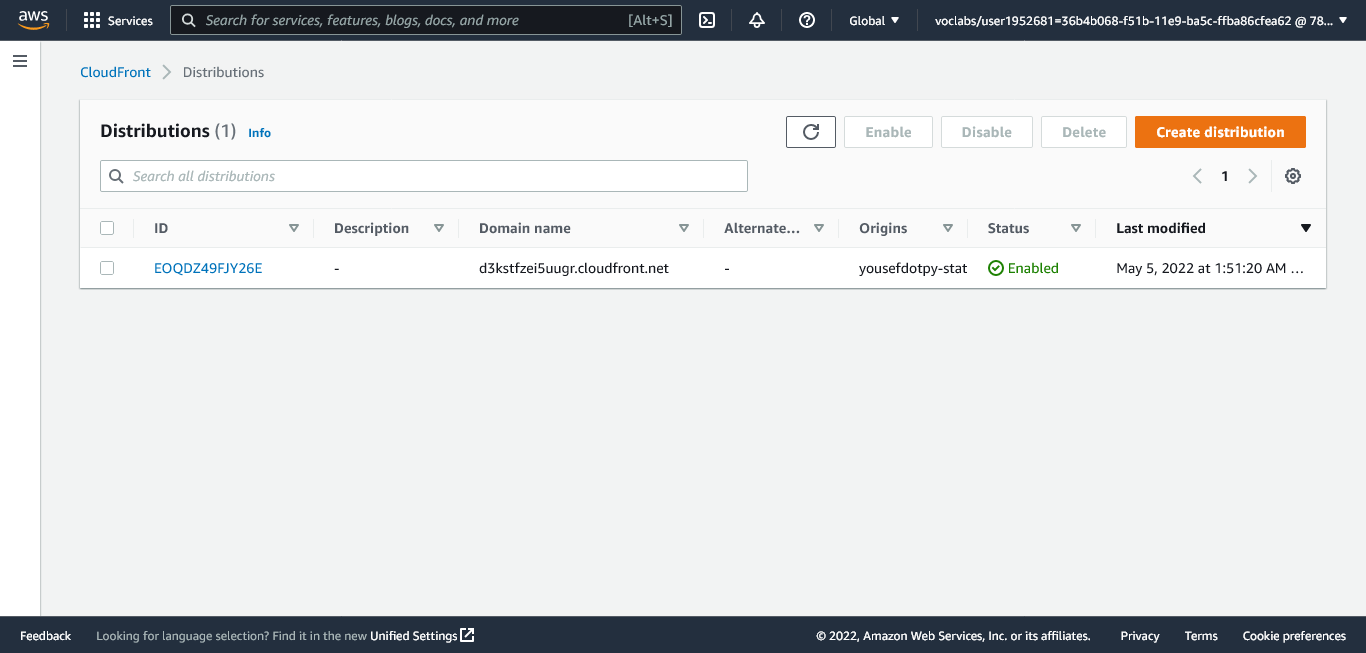 aws Services Search for services, features, blogs, docs, and more [Alt+S] Global voclabs/user1952681=36b4b068-f51b-11e9-ba5c-ffba86cfea62 @ 78...
CloudFront Distributions
Distributions (1) Info Enable Disable Delete Create distribution
Search all distributions 1
ID Description Domain name Alternate... Origins Status Last modified
EOQDZ49FJY26E - d3kstfzei5uugr.cloudfront.net - yousefdotpy-stat Enabled May 5, 2022 at 1:51:20 AM ...
Feedback Looking for language selection? Find it in the new Unified Settings © 2022, Amazon Web Services, Inc. or its affiliates. Privacy Terms Cookie preferences